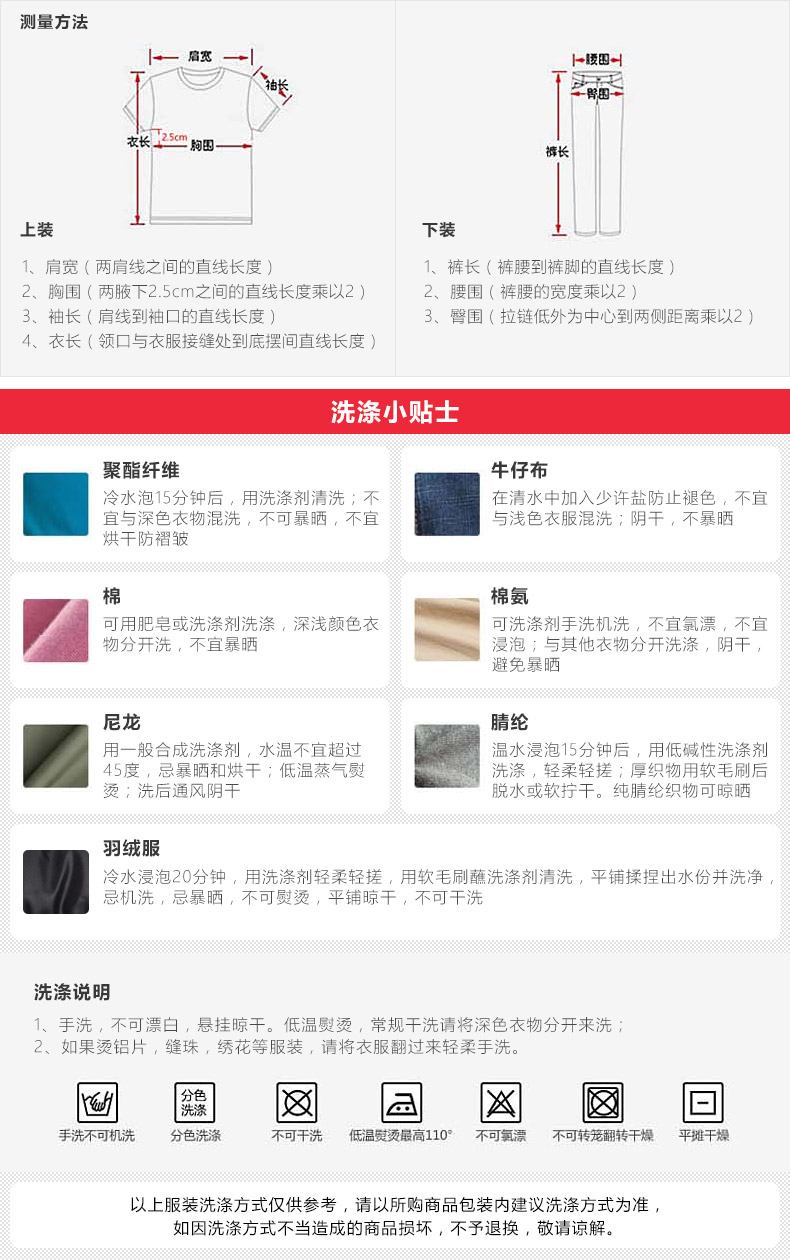 测量方法
肩宽
袖长
衣长
2.5cm
胸围
上装
1、肩宽（两肩线之间的直线长度）
2、胸围（两腋下2.5cm之间的直线长度乘以2）
3、袖长（肩线到袖口的直线长度）
4、衣长（领口与衣服接缝处到底摆间直线长度）
腰围
臀围
裤长
下装
1、裤长（裤腰到裤脚的直线长度）
2、腰围（裤腰的宽度乘以2）
3、臀围（拉链低外为中心到两侧距离乘以2）
洗涤小贴士
聚酯纤维
冷水泡15分钟后，用洗涤剂清洗；不
宜与深色衣物混洗，不可暴晒，不宜
烘干防褶皱
牛仔布
在清水中加入少许盐防止褪色，不宜
与浅色衣服混洗；阴干，不暴晒
棉
可用肥皂或洗涤剂洗涤，深浅颜色衣
物分开洗，不宜暴晒
棉氨
可洗涤剂手洗机洗，不宜氯漂，不宜
浸泡；与其他衣物分开洗涤，阴干，
避免暴晒
尼龙
用一般合成洗涤剂，水温不宜超过
45度，忌暴晒和烘干；低温蒸气熨
烫；洗后通风阴干
腈纶
温水浸泡15分钟后，用低碱性洗涤剂
洗涤，轻柔轻搓；厚织物用软毛刷后
脱水或软拧干。纯腈纶织物可晾晒
羽绒服
冷水浸泡20分钟，用洗涤剂轻柔轻搓，用软毛刷蘸洗涤剂清洗，平铺揉捏出水份并洗净，
忌机洗，忌暴晒，不可熨烫，平铺晾干，不可干洗
洗涤说明
1、手洗，不可漂白，悬挂晾干。低温熨烫，常规干洗请将深色衣物分开来洗；
2、如果烫铝片，缝珠，绣花等服装，请将衣服翻过来轻柔手洗。
分色
洗涤
手洗不可机洗
分色洗涤
不可干洗
低温熨烫最高110°
不可氯漂
不可转笼翻转干燥
平摊干燥
以上服装洗涤方式仅供参考，请以所购商品包装内建议洗涤方式为准，
如因洗涤方式不当造成的商品损坏，不予退换，敬请谅解。